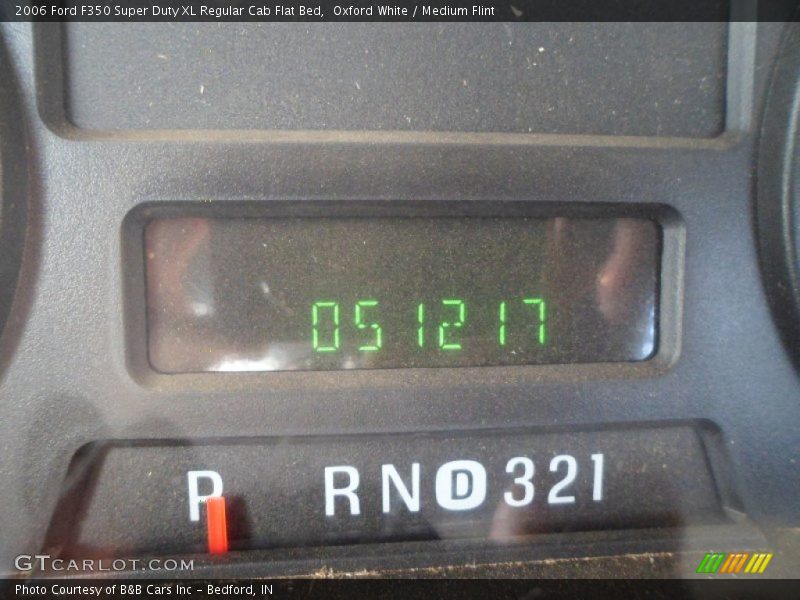 2006 Ford F350 Super Duty XL Regular Cab Flat Bed,  Oxford White / Medium Flint
051217
P RND321
GTCARLOT.COM
Photo Courtesy of B&B Cars Inc - Bedford, IN